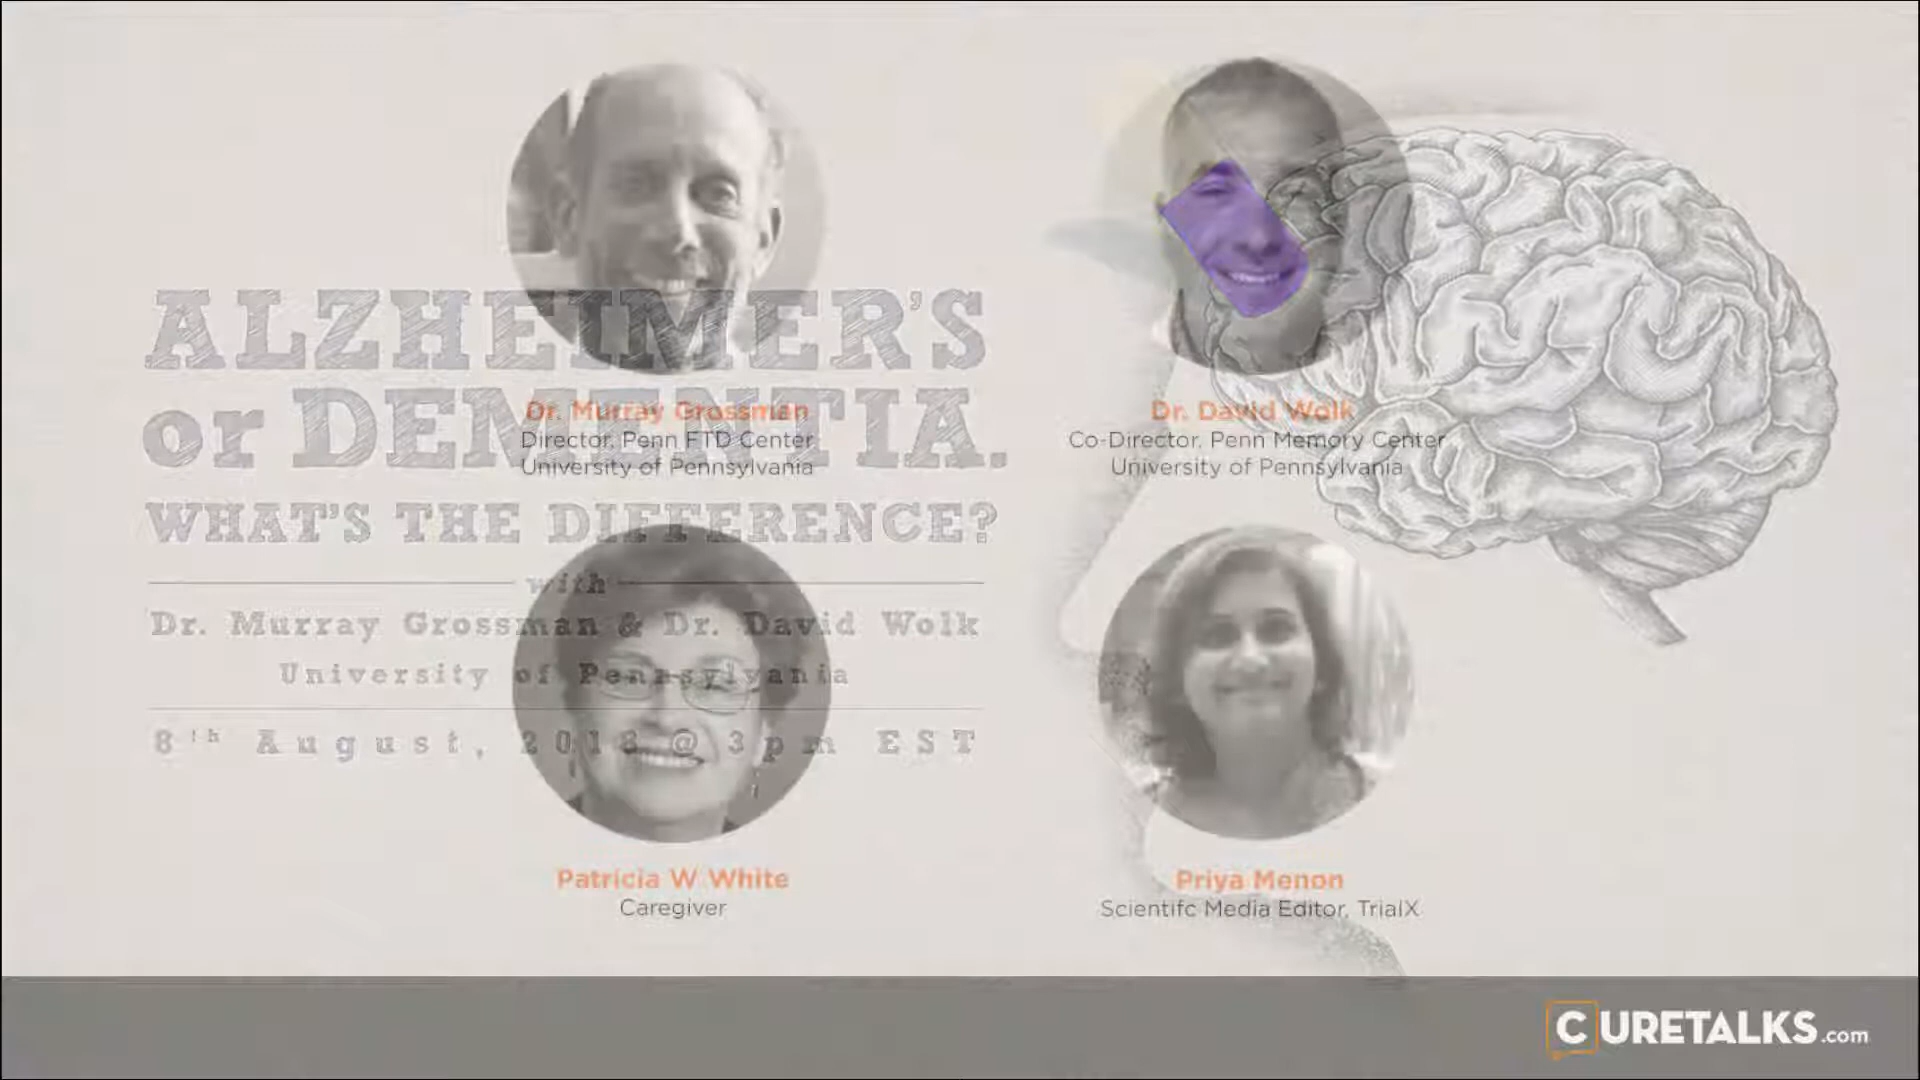 ALZHEIMER'S
or DEMENTIA.
WHAT'S THE DIFFERENCE?
with
Dr. Murray Grossman & Dr. David Wolk
University of Pennsylvania
8th August, 2018 @ 3pm EST
Dr. Murray Grossman
Director, Penn FTD Center
University of Pennsylvania
Dr. David Wolk
Co-Director, Penn Memory Center
University of Pennsylvania
Patricia W White
Caregiver
Priya Menon
Scientifc Media Editor, TrialX
CURETALKS.com